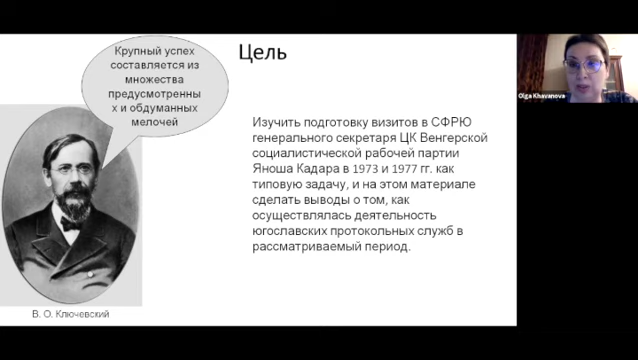 Крупный успех
составляется из
множества
предусмотренны
х и обдуманных
мелочей
Цель
Изучить подготовку визитов в СФРЮ
генерального секретаря ЦК Венгерской
социалистической рабочей партии
Яноша Кадара в 1973 и 1977 гг. как
типовую задачу, и на этом материале
сделать выводы о том, как
осуществлялась деятельность
югославских протокольных служб в
рассматриваемый период.
В. О. Ключевский
Olga Khavanova